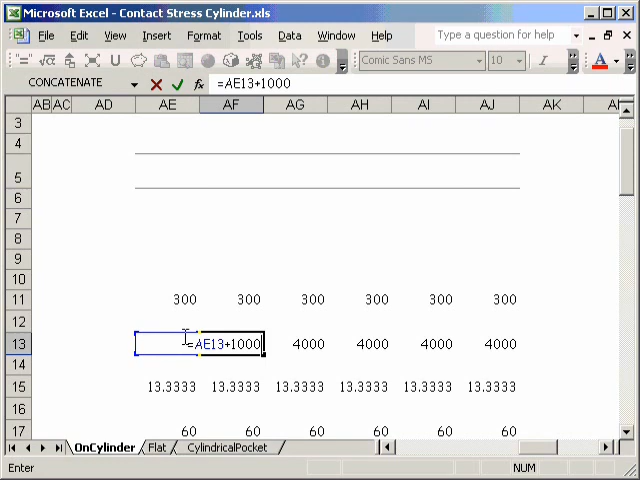 Microsoft Excel - Contact Stress Cylinder.xls
File Edit View Insert Format Tools Data Window Help Type a question for help
"=" √α Comic Sans MS 10 I A
CONCATENATE fx =AE13+1000
AB AC AD AE AF AG AH AI AJ AK
3
4
5
6
7
8
9
10
11 300 300 300 300 300 300
12
13 =AE13+1000 4000 4000 4000 4000
14
15 13.3333 13.3333 13.3333 13.3333 13.3333 13.3333
16
17 60 60 60 60 60 60
OnCylinder Flat CylindricalPocket
Enter NUM